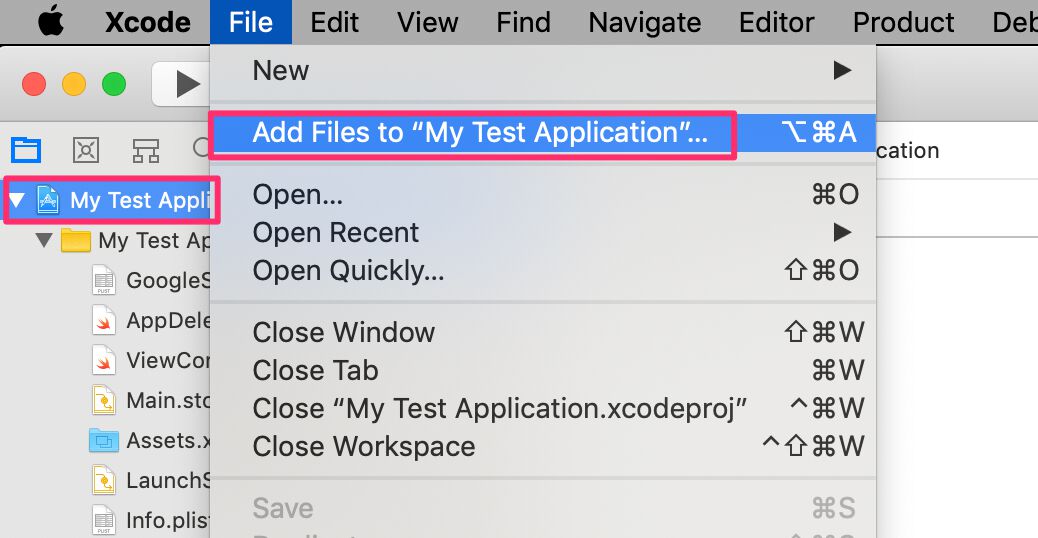 Xcode File Edit View Find Navigate Editor Product Deb
New
Add Files to “My Test Application”... ⌥⌘A
cation
My Test Appli
Open... ⌘O
My Test Ap
Open Recent
Open Quickly... ⇧⌘O
GoogleS
AppDele
Close Window ⇧⌘W
ViewCor
Close Tab ⌘W
Main.sto
Close “My Test Application.xcodeproj” ^⌘W
Assets.x
Close Workspace ^⇧⌘W
LaunchS
Save ⌘S
Info.plist
PLIST
PLIST